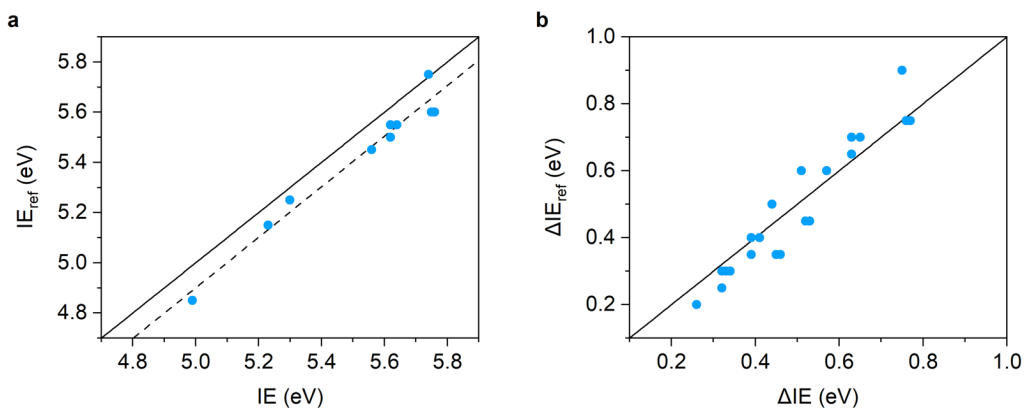 a
5.8
5.6
5.4
5.2
5.0
4.8
IEref (eV)
4.8 5.0 5.2 5.4 5.6 5.8
IE (eV)
b
1.0
0.8
0.6
0.4
0.2
ΔIEref (eV)
0.2 0.4 0.6 0.8 1.0
ΔIE (eV)